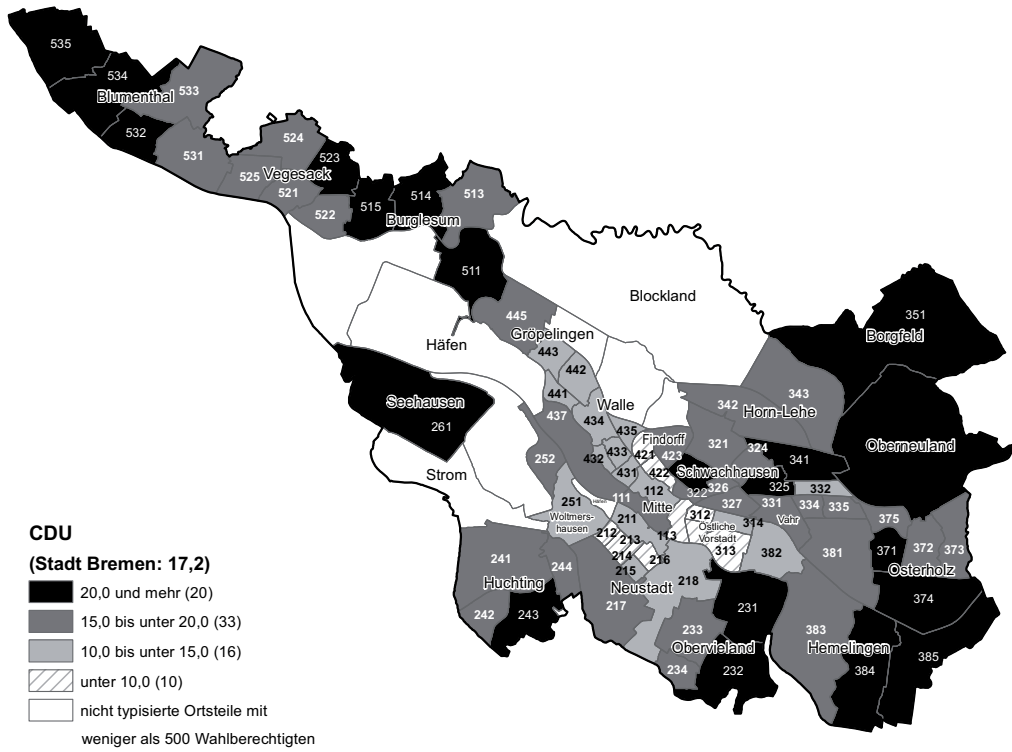 535
534
Blumenthal
533
532
531
524
523
Vegesack
525
521
522
515
514
513
Burglesum
511
Blockland
445
Gröpelingen
Häfen
443
442
441
437
434
Walle
435
351
Borgfeld
343
342
Horn-Lehe
Seehausen
261
Findorff
421
423
422
321
324
341
Oberneuland
Schwachhausen
432
433
431
252
Strom
112
322
326
325
332
327
331
334
335
251
111
Mitte
312
Vahr
375
Woltmers-
hausen
211
Östliche
Vorstadt
314
212
213
113
313
382
381
371
372
373
214
216
215
Osterholz
241
244
Huchting
Neustadt
218
374
242
243
217
231
233
Obervieland
383
Hemelingen
234
232
384
385
CDU
(Stadt Bremen: 17,2)
20,0 und mehr (20)
15,0 bis unter 20,0 (33)
10,0 bis unter 15,0 (16)
unter 10,0 (10)
nicht typisierte Ortsteile mit
weniger als 500 Wahlberechtigten